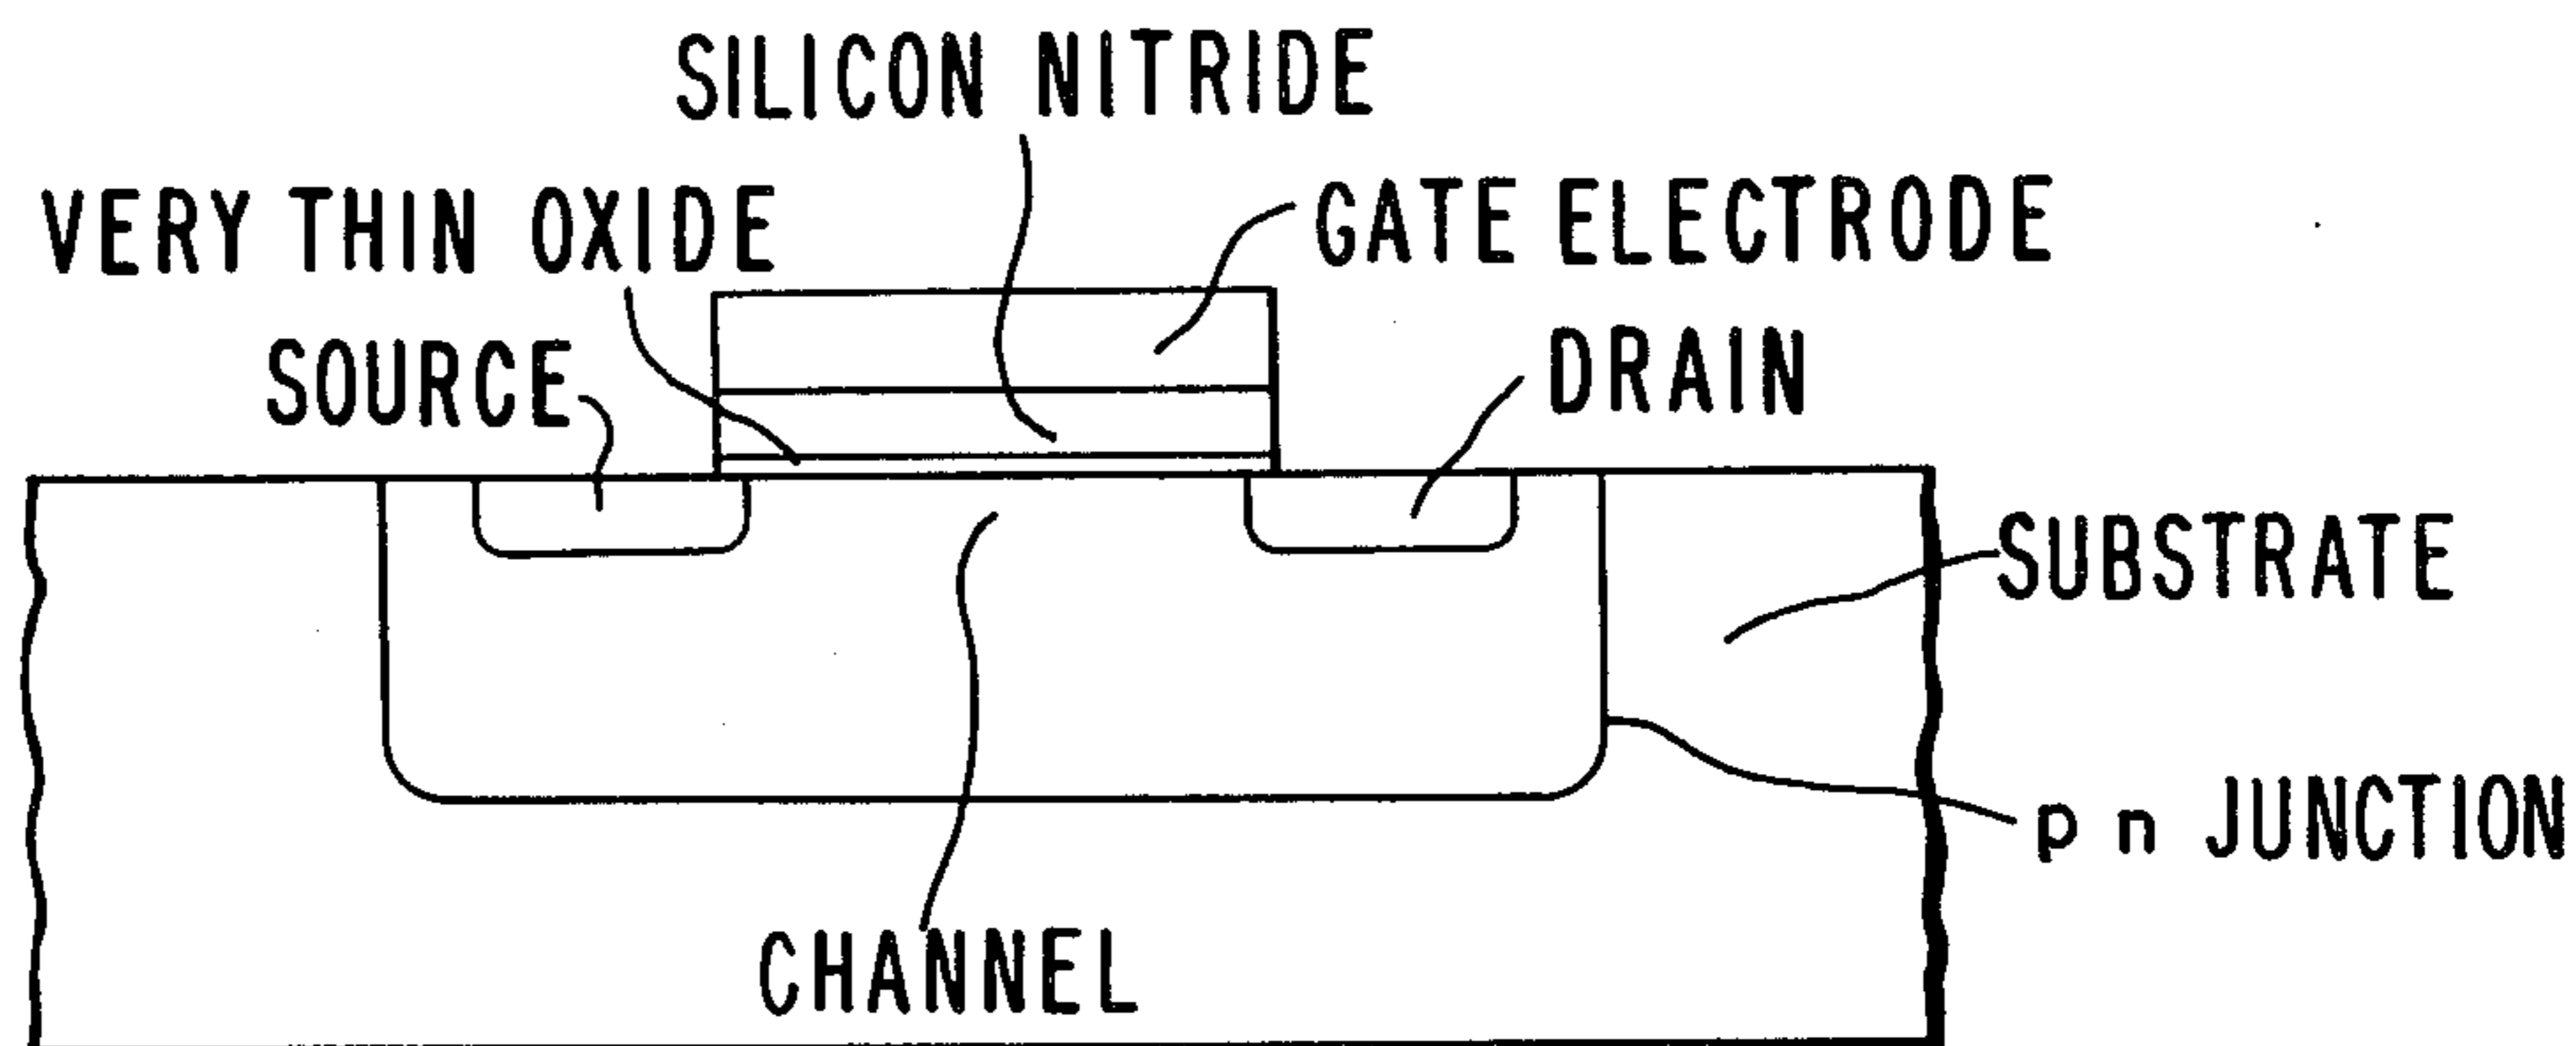 SILICON NITRIDE
VERY THIN OXIDE
GATE ELECTRODE
SOURCE
DRAIN
SUBSTRATE
p n JUNCTION
CHANNEL